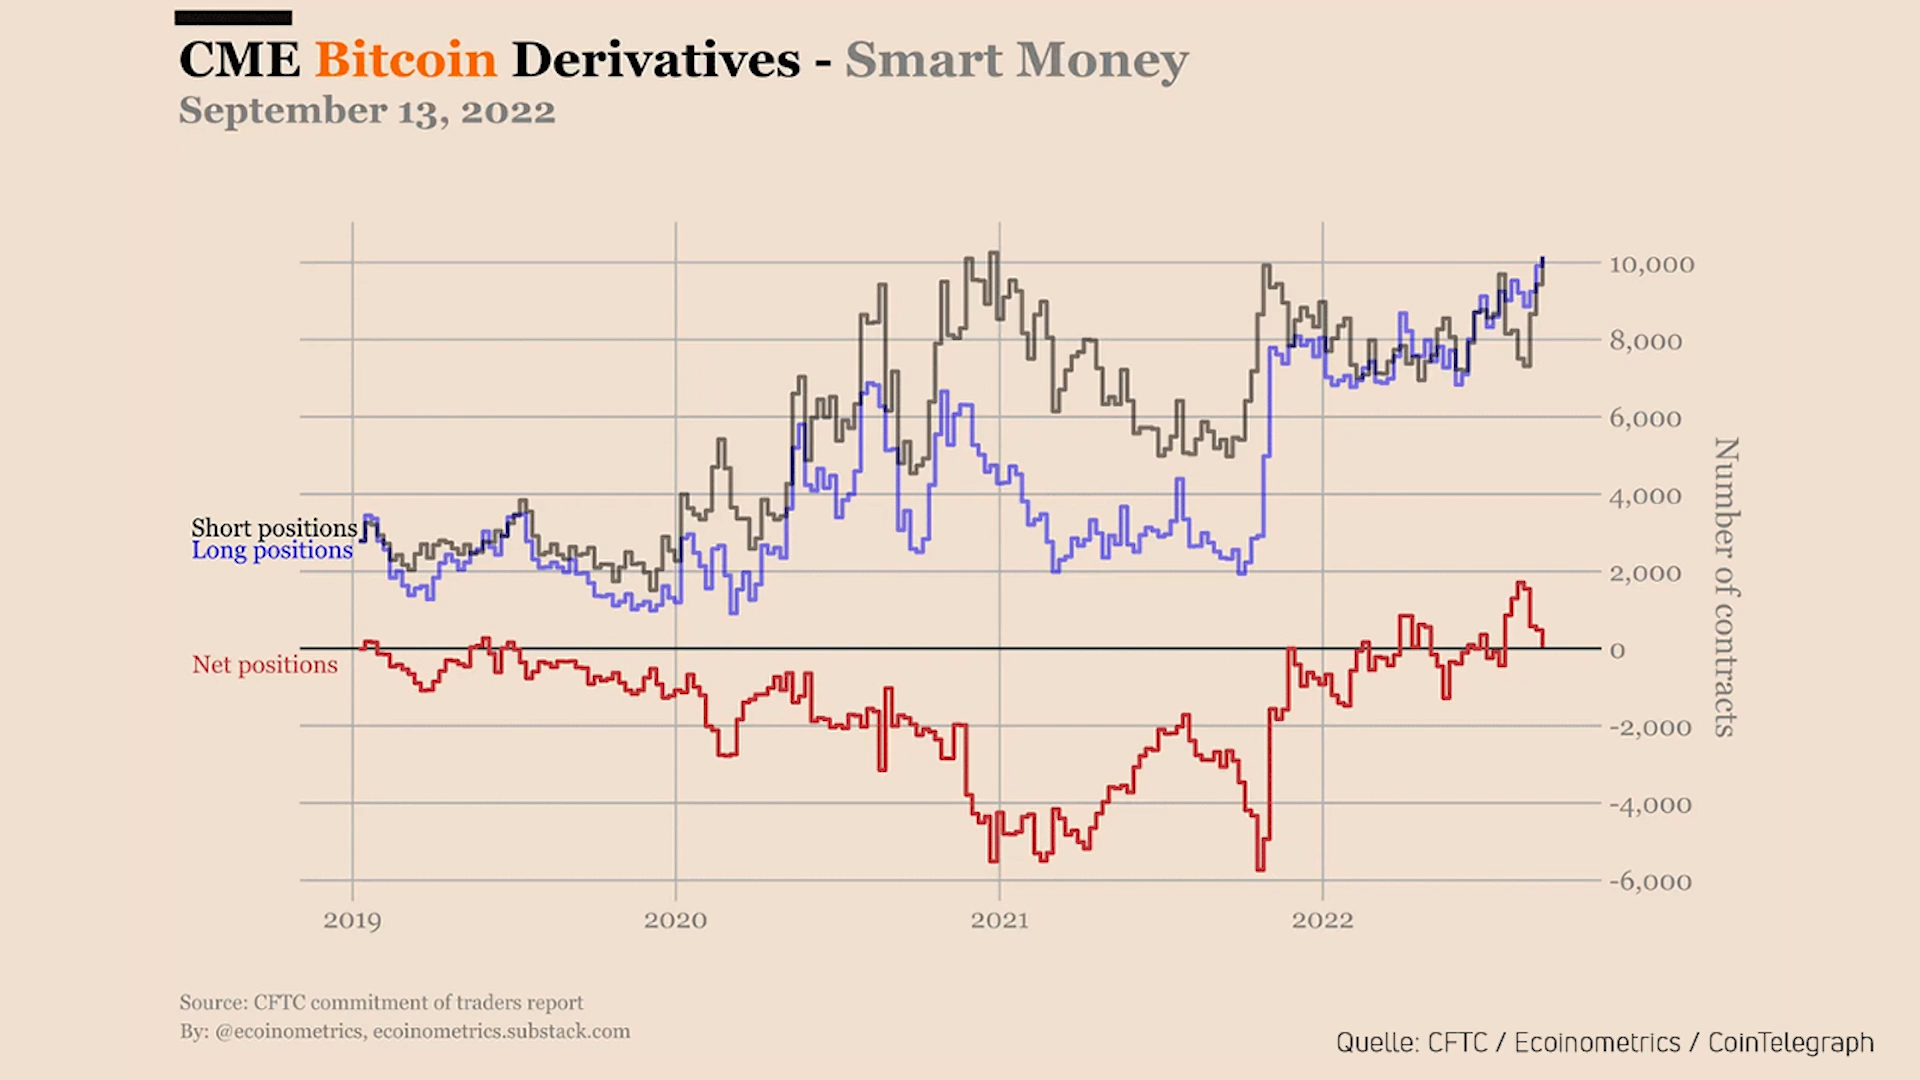 CME Bitcoin Derivatives - Smart Money
September 13, 2022
10,000
8,000
6,000
4,000
2,000
0
-2,000
-4,000
-6,000
Number of contracts
Short positions
Long positions
Net positions
2019
2020
2021
2022
Source: CFTC commitment of traders report
By: @ecoinometrics, ecoinometrics.substack.com
Quelle: CFTC / Ecoinometrics / CoinTelegraph